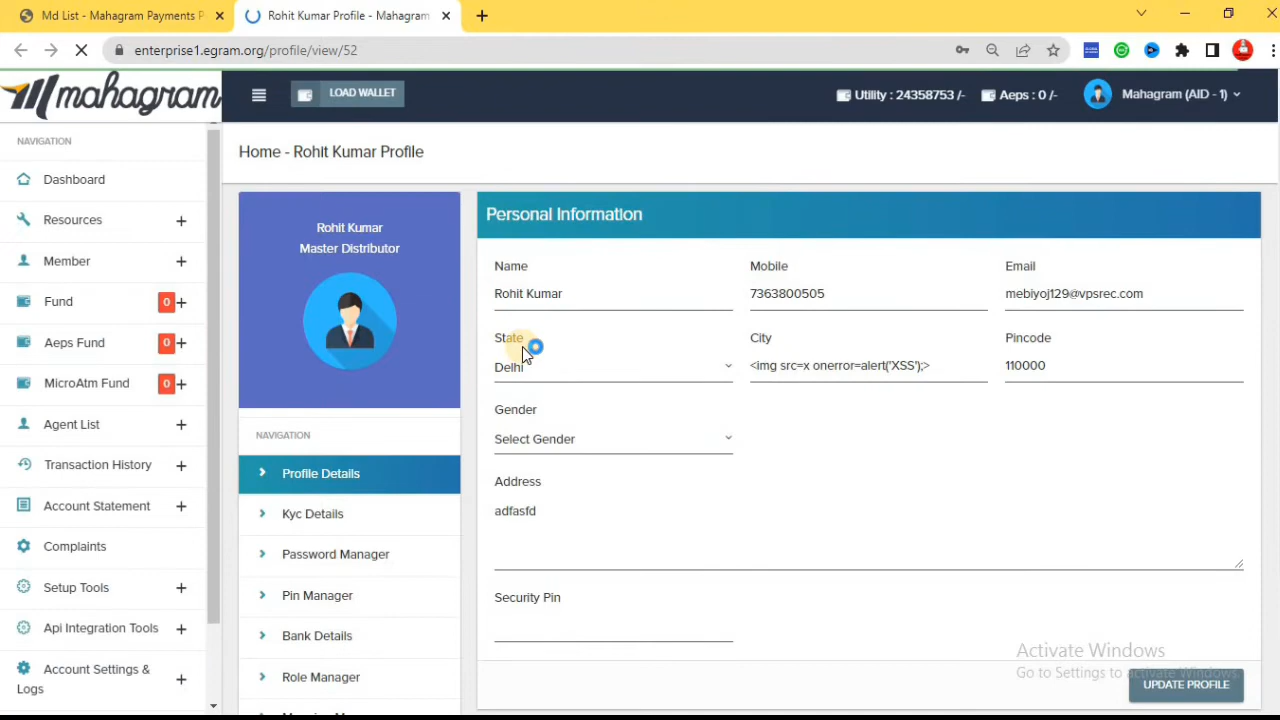 Md List - Mahagram Payments P
Rohit Kumar Profile - Mahagram
enterprise1.egram.org/profile/view/52
mahagram
LOAD WALLET
Utility : 24358753 /-
Aeps : 0 /-
Mahagram (AID - 1)
NAVIGATION
Dashboard
Resources +
Member +
Fund 0 +
Aeps Fund 0 +
MicroAtm Fund 0 +
Agent List +
Transaction History +
Account Statement +
Complaints
Setup Tools +
Api Integration Tools +
Account Settings &
Logs +
Home - Rohit Kumar Profile
Rohit Kumar
Master Distributor
NAVIGATION
Profile Details
Kyc Details
Password Manager
Pin Manager
Bank Details
Role Manager
Personal Information
Name Mobile Email
Rohit Kumar 7363800505 mebiyoj129@vpsrec.com
State City Pincode
Delhi <img src=x onerror=alert('XSS');> 110000
Gender
Select Gender
Address
adfasfd
Security Pin
Activate Windows
Go to Settings to activate Windows.
UPDATE PROFILE